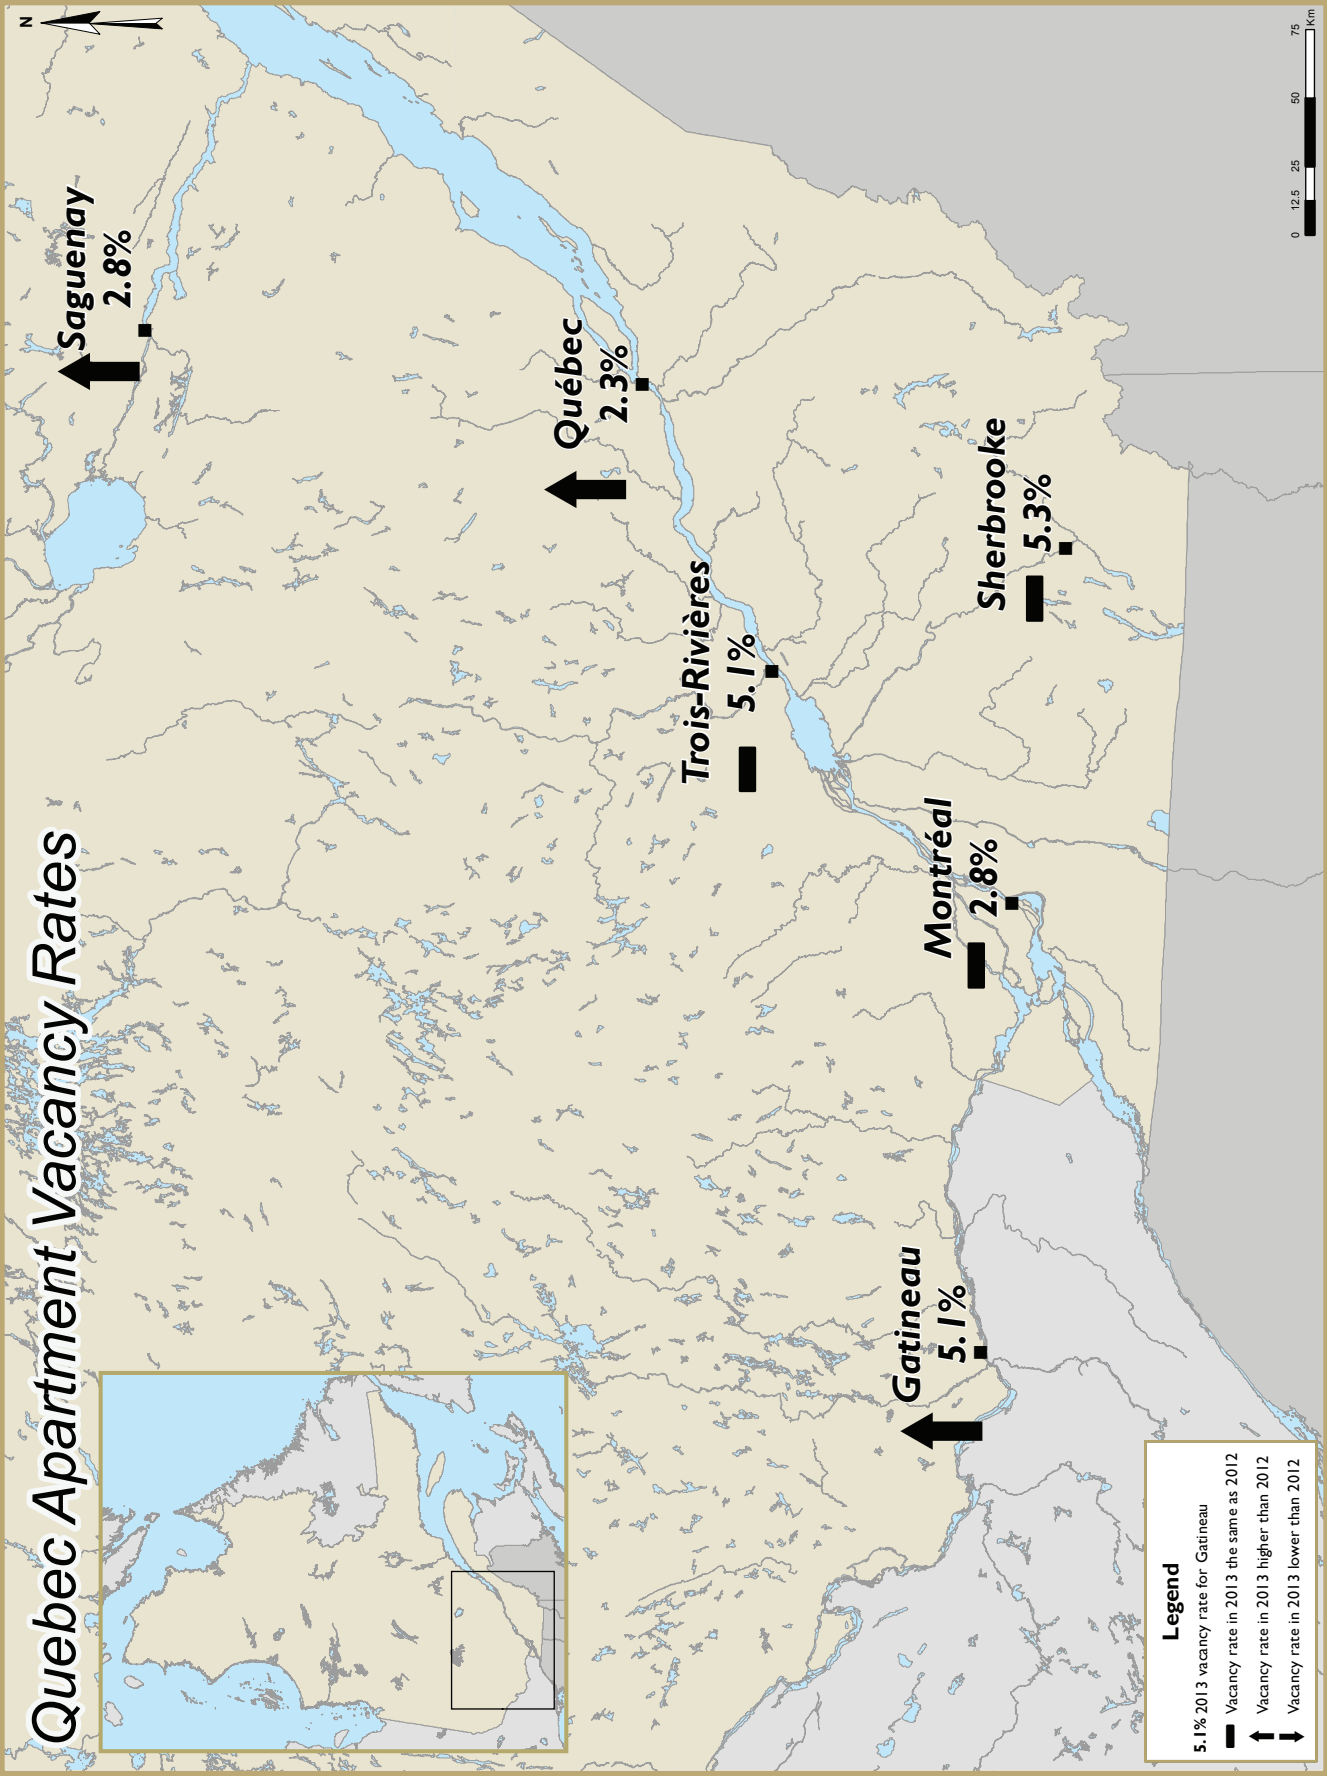 Quebec Apartment Vacancy Rates
N
Saguenay
2.8%
Québec
2.3%
Trois-Rivières
5.1%
Sherbrooke
5.3%
Montréal
2.8%
Gatineau
5.1%
Legend
5.1% 2013 vacancy rate for Gatineau
Vacancy rate in 2013 the same as 2012
Vacancy rate in 2013 higher than 2012
Vacancy rate in 2013 lower than 2012
0 12.5 25 50 75
Km